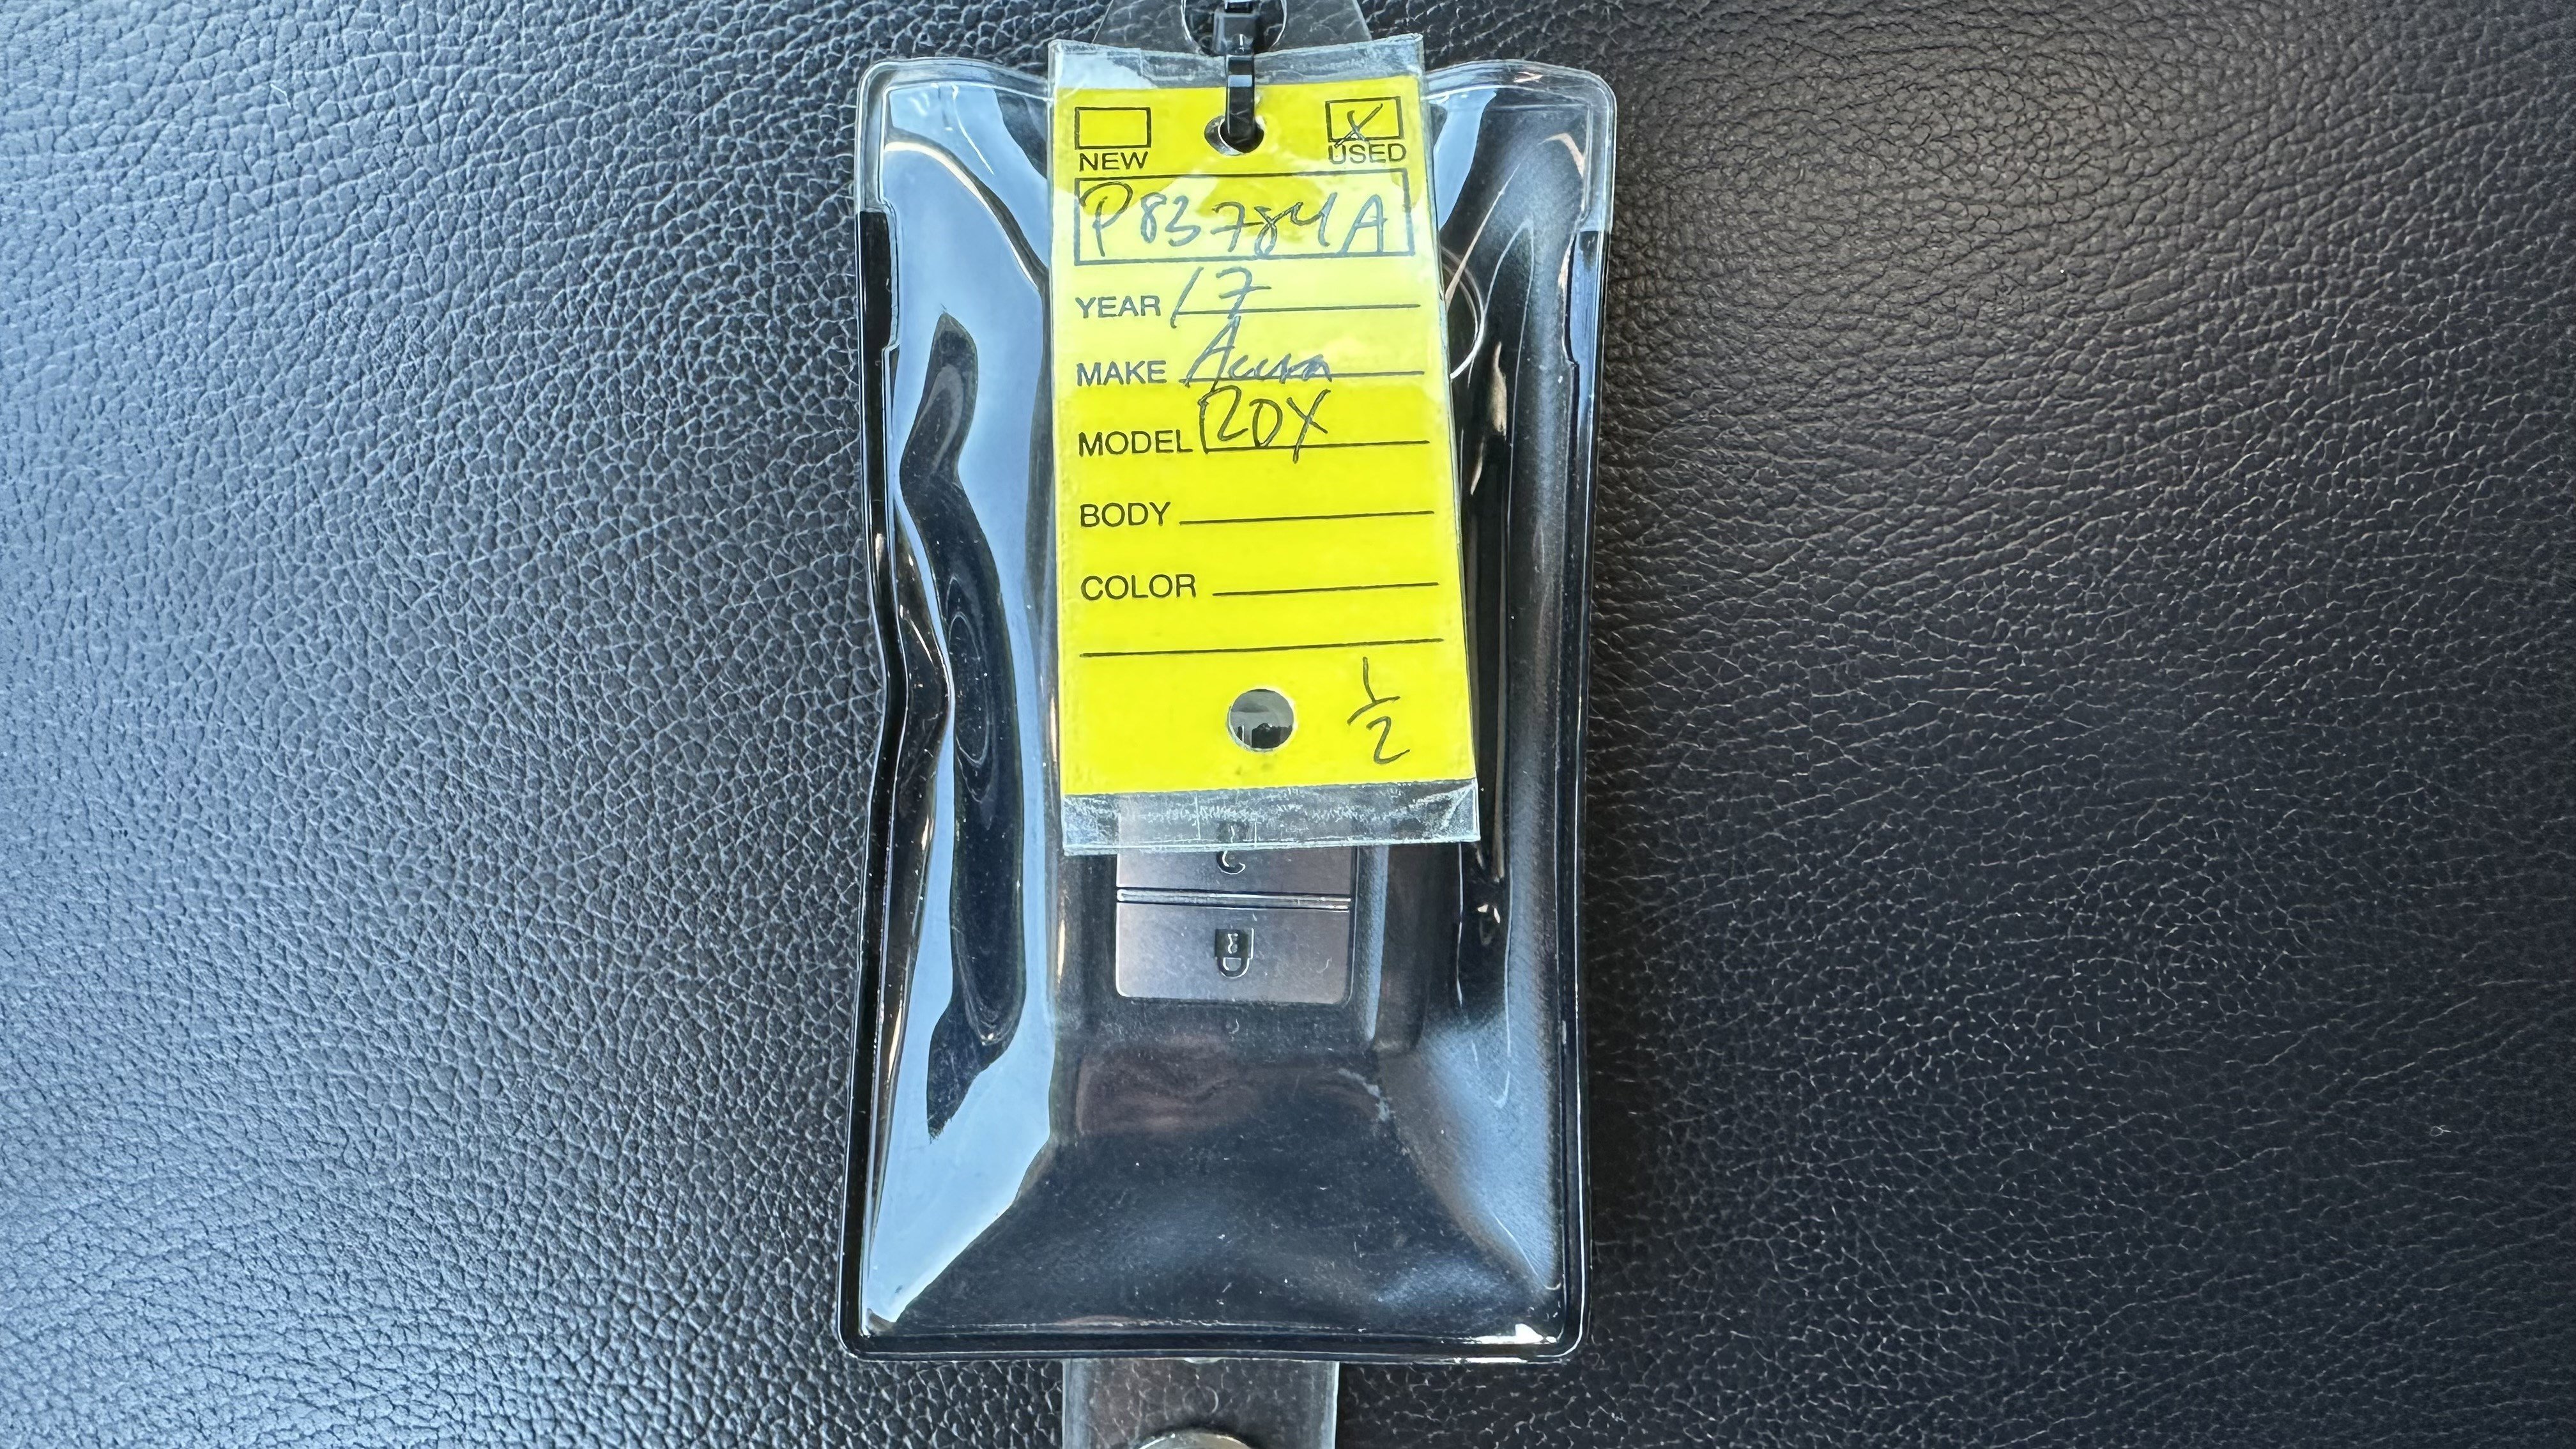 NEW X USED
P83784A
YEAR 17
MAKE Acura
MODEL RDX
BODY
COLOR
1/2